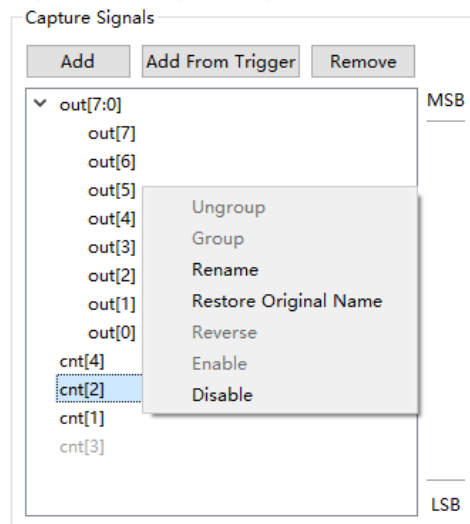 Capture Signals
Add Add From Trigger Remove
out[7:0] MSB
out[7]
out[6]
out[5]
out[4]
out[3]
out[2]
out[1]
out[0]
cnt[4]
cnt[2]
cnt[1]
cnt[3]
Ungroup
Group
Rename
Restore Original Name
Reverse
Enable
Disable
LSB